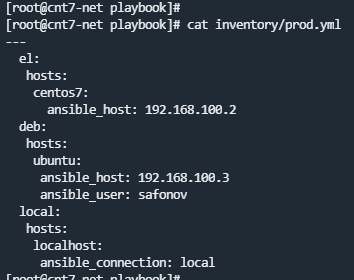 [root@cnt7-net playbook]#
[root@cnt7-net playbook]# cat inventory/prod.yml
---
  el:
    hosts:
      centos7:
        ansible_host: 192.168.100.2
  deb:
    hosts:
      ubuntu:
       ansible_host: 192.168.100.3
       ansible_user: safonov
  local:
    hosts:
      localhost:
       ansible_connection: local
[root@cnt7-net playbook]#